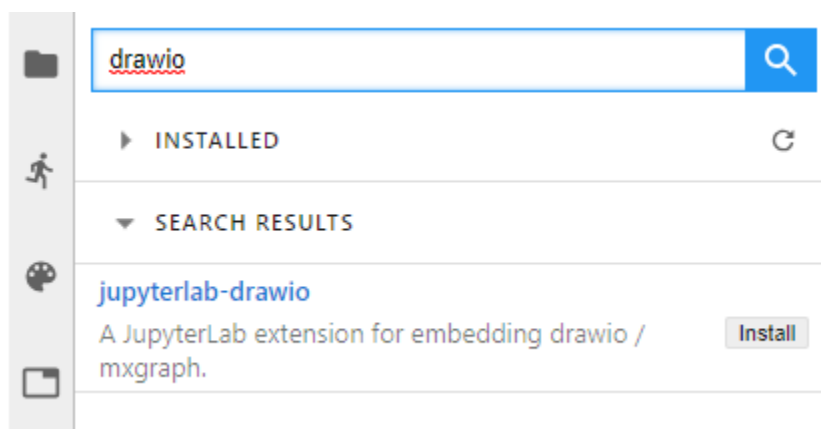 drawio
INSTALLED
SEARCH RESULTS
jupyterlab-drawio
A JupyterLab extension for embedding drawio /
mxgraph.
Install